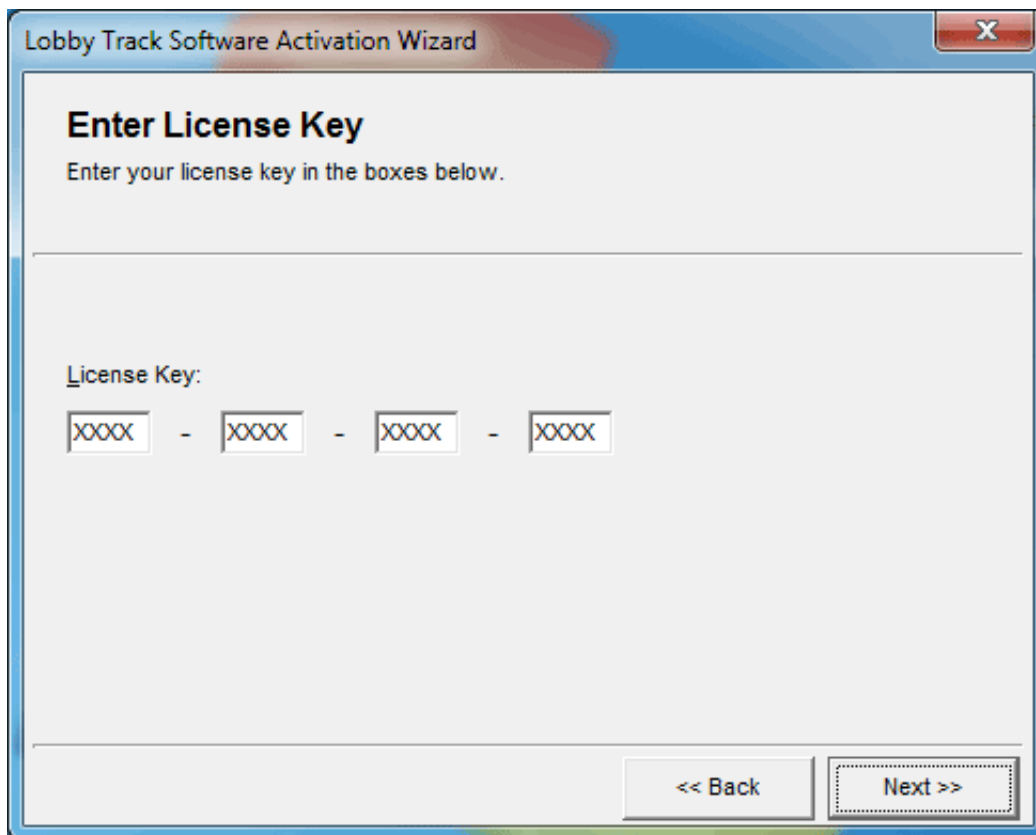 Lobby Track Software Activation Wizard
Enter License Key
Enter your license key in the boxes below.
License Key:
XXXX - XXXX - XXXX - XXXX
<< Back Next >>